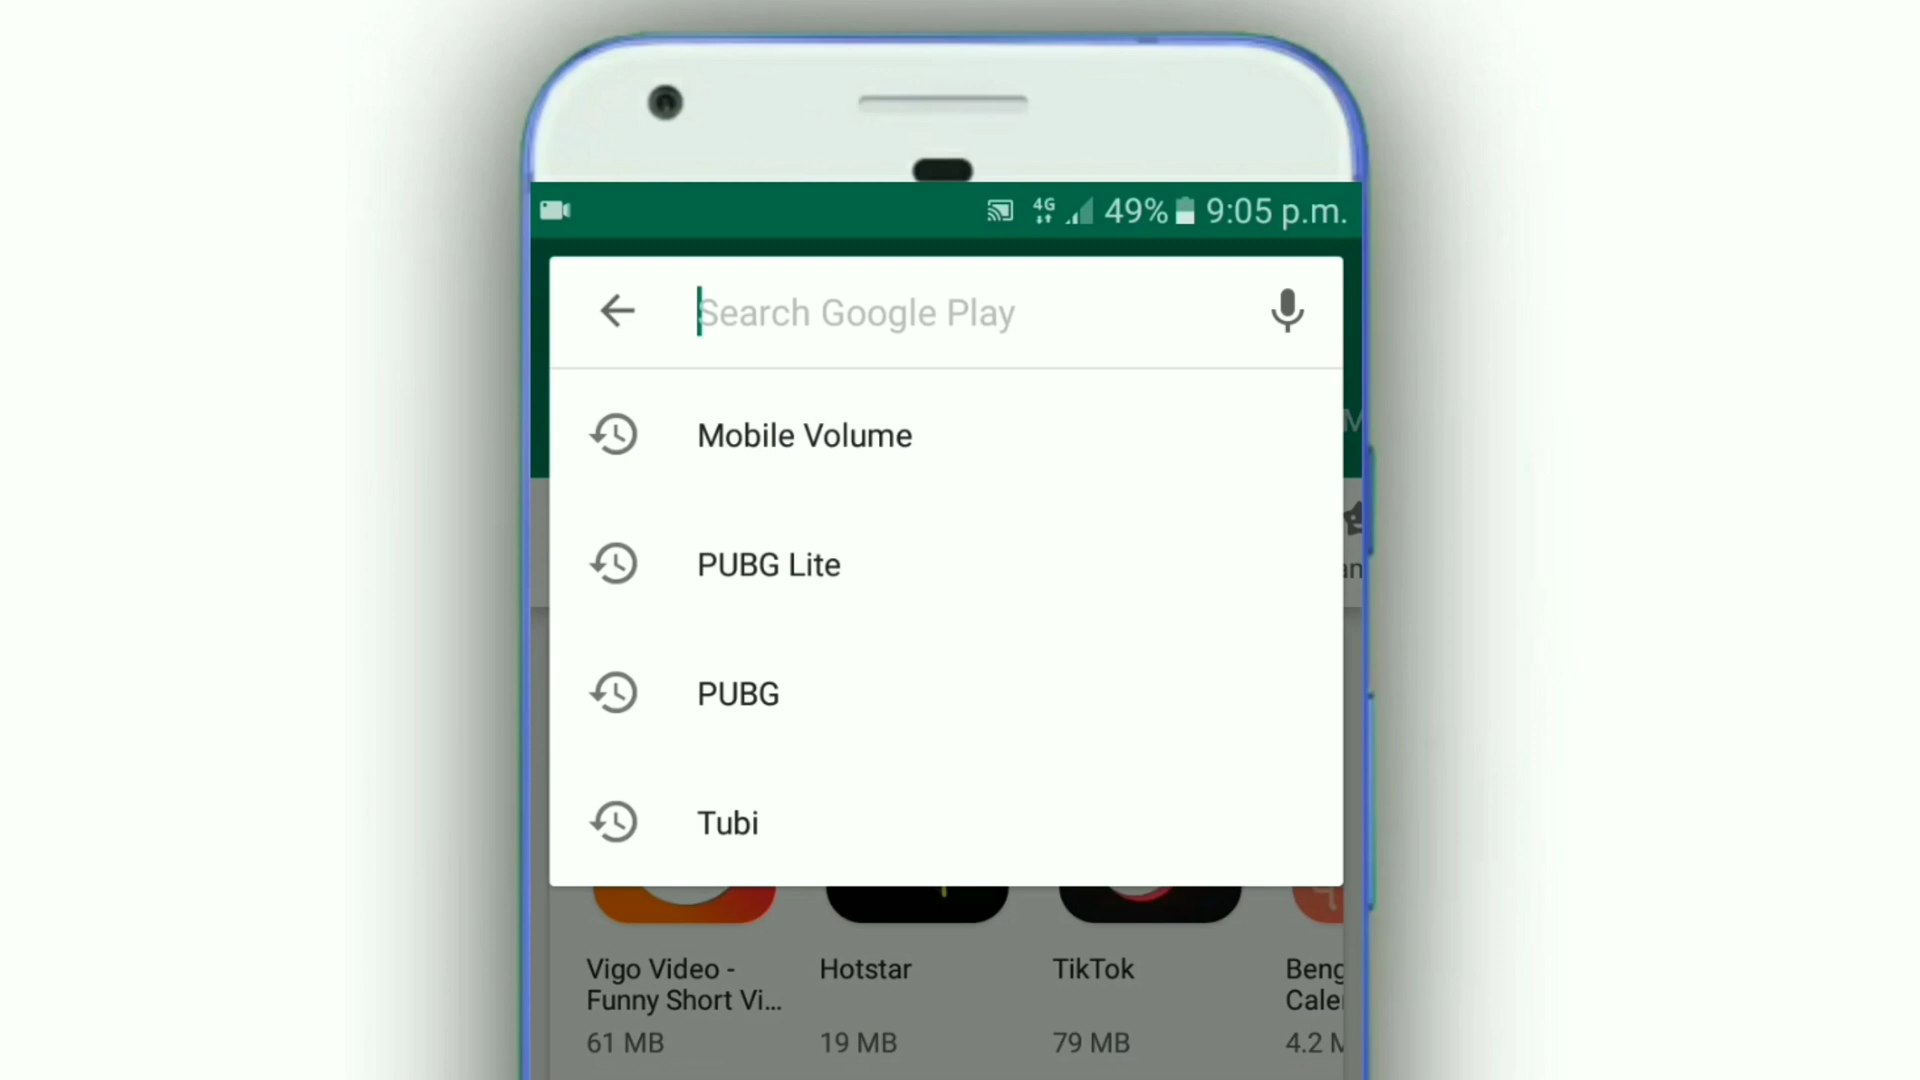 4G 49% 9:05 p.m.
Search Google Play
Mobile Volume
PUBG Lite
PUBG
Tubi
Vigo Video - Hotstar TikTok Beng
Funny Short Vi... Cale
61 MB 19 MB 79 MB 4.2 M